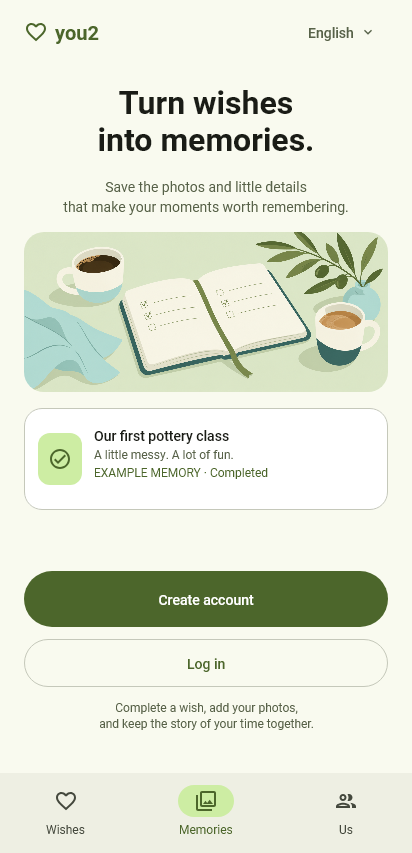 you2
English
Turn wishes
into memories.
Save the photos and little details
that make your moments worth remembering.
Our first pottery class
A little messy. A lot of fun.
EXAMPLE MEMORY · Completed
Create account
Log in
Complete a wish, add your photos,
and keep the story of your time together.
Wishes
Memories
Us